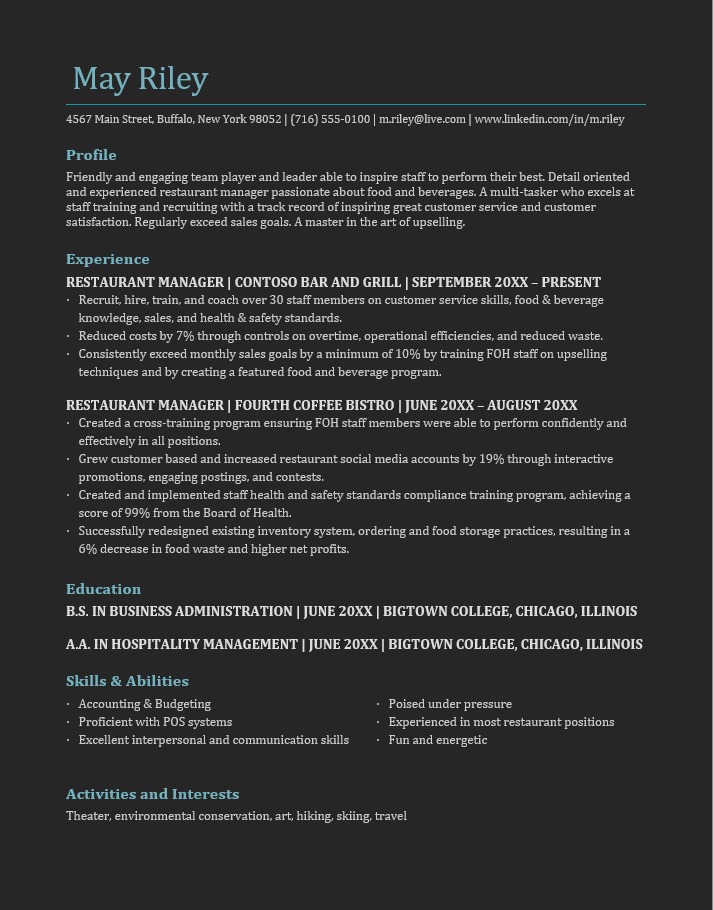 May Riley
4567 Main Street, Buffalo, New York 98052 | (716) 555-0100 | m.riley@live.com | www.linkedin.com/in/m.riley
Profile
Friendly and engaging team player and leader able to inspire staff to perform their best. Detail oriented
and experienced restaurant manager passionate about food and beverages. A multi-tasker who excels at
staff training and recruiting with a track record of inspiring great customer service and customer
satisfaction. Regularly exceed sales goals. A master in the art of upselling.
Experience
RESTAURANT MANAGER | CONTOSO BAR AND GRILL | SEPTEMBER 20XX – PRESENT
· Recruit, hire, train, and coach over 30 staff members on customer service skills, food & beverage
knowledge, sales, and health & safety standards.
· Reduced costs by 7% through controls on overtime, operational efficiencies, and reduced waste.
· Consistently exceed monthly sales goals by a minimum of 10% by training FOH staff on upselling
techniques and by creating a featured food and beverage program.
RESTAURANT MANAGER | FOURTH COFFEE BISTRO | JUNE 20XX – AUGUST 20XX
· Created a cross-training program ensuring FOH staff members were able to perform confidently and
effectively in all positions.
· Grew customer based and increased restaurant social media accounts by 19% through interactive
promotions, engaging postings, and contests.
· Created and implemented staff health and safety standards compliance training program, achieving a
score of 99% from the Board of Health.
· Successfully redesigned existing inventory system, ordering and food storage practices, resulting in a
6% decrease in food waste and higher net profits.
Education
B.S. IN BUSINESS ADMINISTRATION | JUNE 20XX | BIGTOWN COLLEGE, CHICAGO, ILLINOIS
A.A. IN HOSPITALITY MANAGEMENT | JUNE 20XX | BIGTOWN COLLEGE, CHICAGO, ILLINOIS
Skills & Abilities
· Accounting & Budgeting
· Proficient with POS systems
· Excellent interpersonal and communication skills
· Poised under pressure
· Experienced in most restaurant positions
· Fun and energetic
Activities and Interests
Theater, environmental conservation, art, hiking, skiing, travel